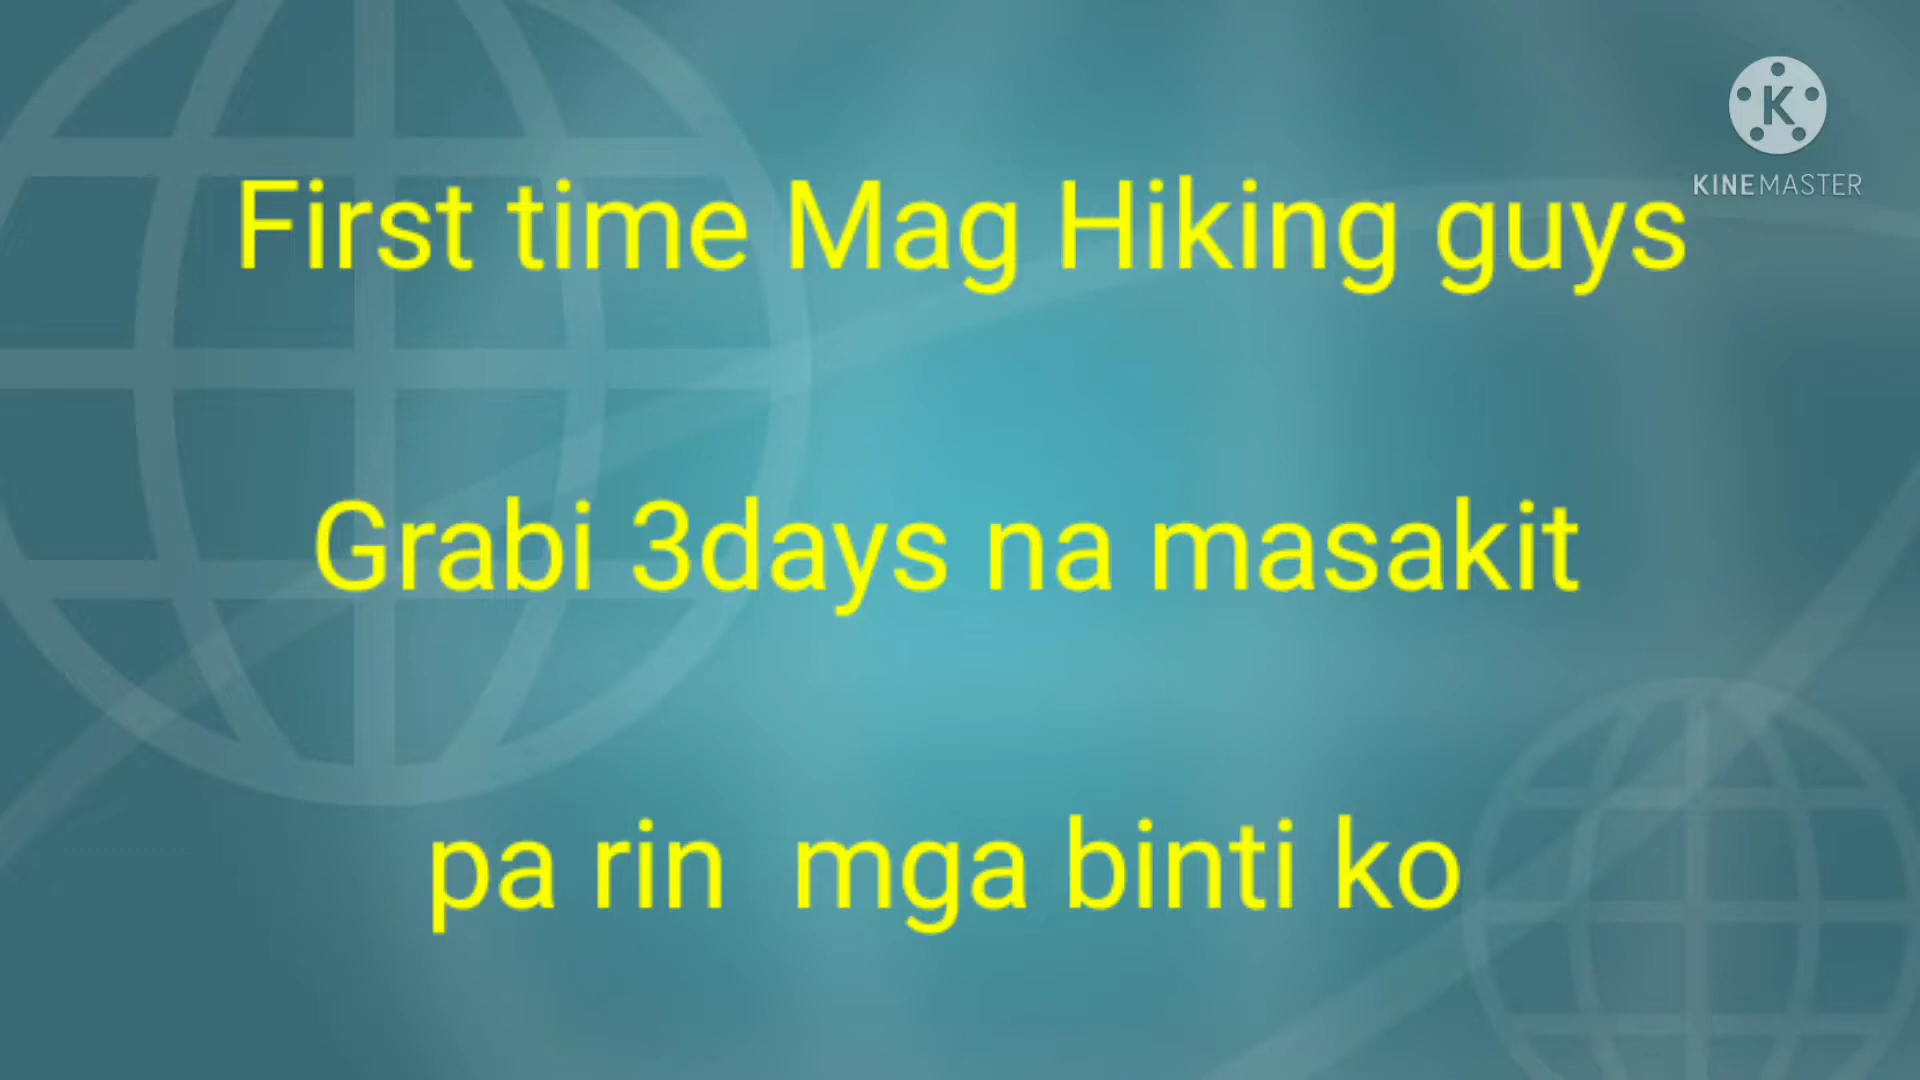 First time Mag Hiking guys
Grabi 3days na masakit
pa rin  mga binti ko
K
KINEMASTER